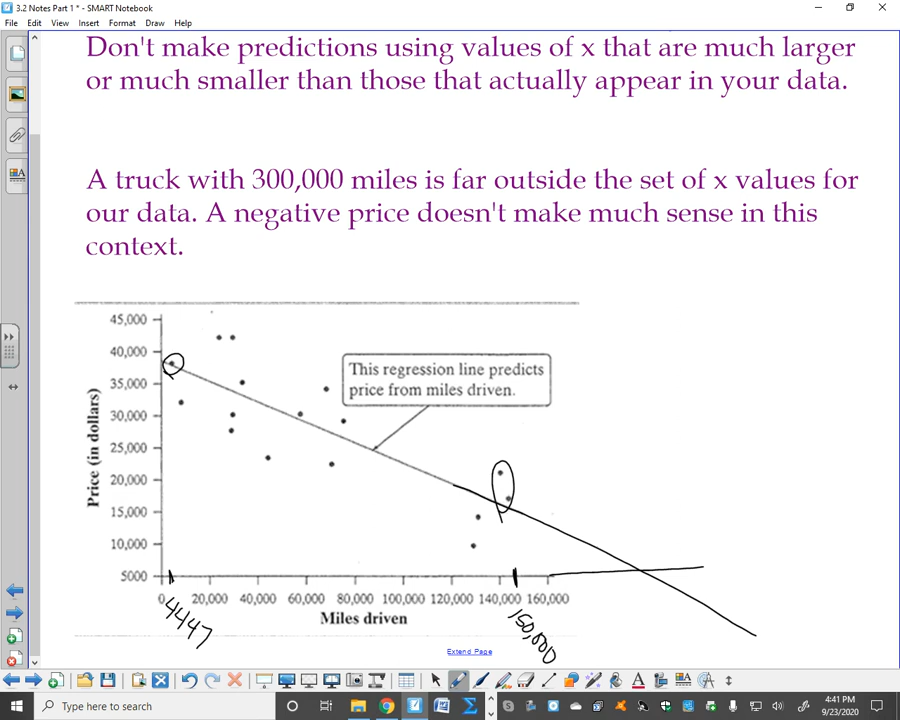 3.2 Notes Part 1 * - SMART Notebook
File Edit View Insert Format Draw Help
Don't make predictions using values of x that are much larger
or much smaller than those that actually appear in your data.
A truck with 300,000 miles is far outside the set of x values for
our data. A negative price doesn't make much sense in this
context.
45,000
40,000
35,000
30,000
25,000
20,000
15,000
10,000
5000
Price (in dollars)
This regression line predicts
price from miles driven.
0 20,000 40,000 60,000 80,000 100,000 120,000 140,000 160,000
Miles driven
4447
150,000
Extend Page
Type here to search
4:41 PM
9/23/2020